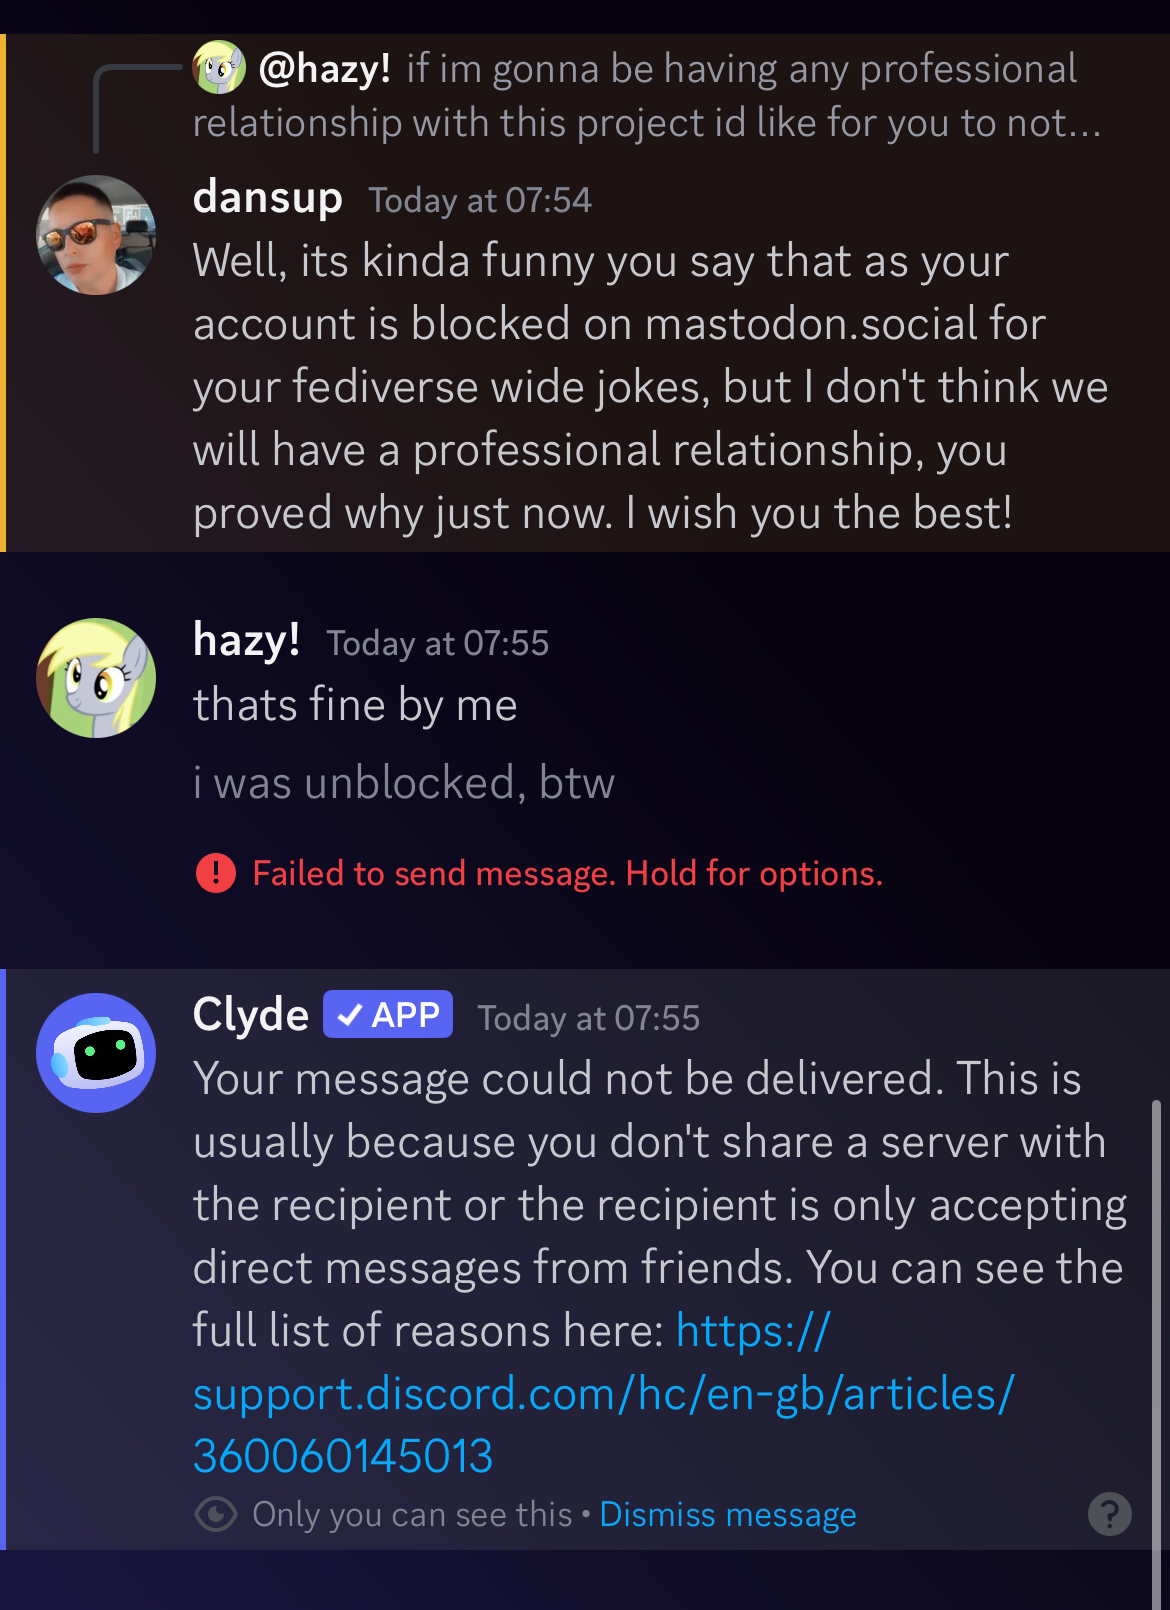 @hazy! if im gonna be having any professional
relationship with this project id like for you to not...
dansup Today at 07:54
Well, its kinda funny you say that as your
account is blocked on mastodon.social for
your fediverse wide jokes, but I don't think we
will have a professional relationship, you
proved why just now. I wish you the best!
hazy! Today at 07:55
thats fine by me
i was unblocked, btw
Failed to send message. Hold for options.
Clyde ✓ APP Today at 07:55
Your message could not be delivered. This is
usually because you don't share a server with
the recipient or the recipient is only accepting
direct messages from friends. You can see the
full list of reasons here: https://
support.discord.com/hc/en-gb/articles/
360060145013
Only you can see this • Dismiss message